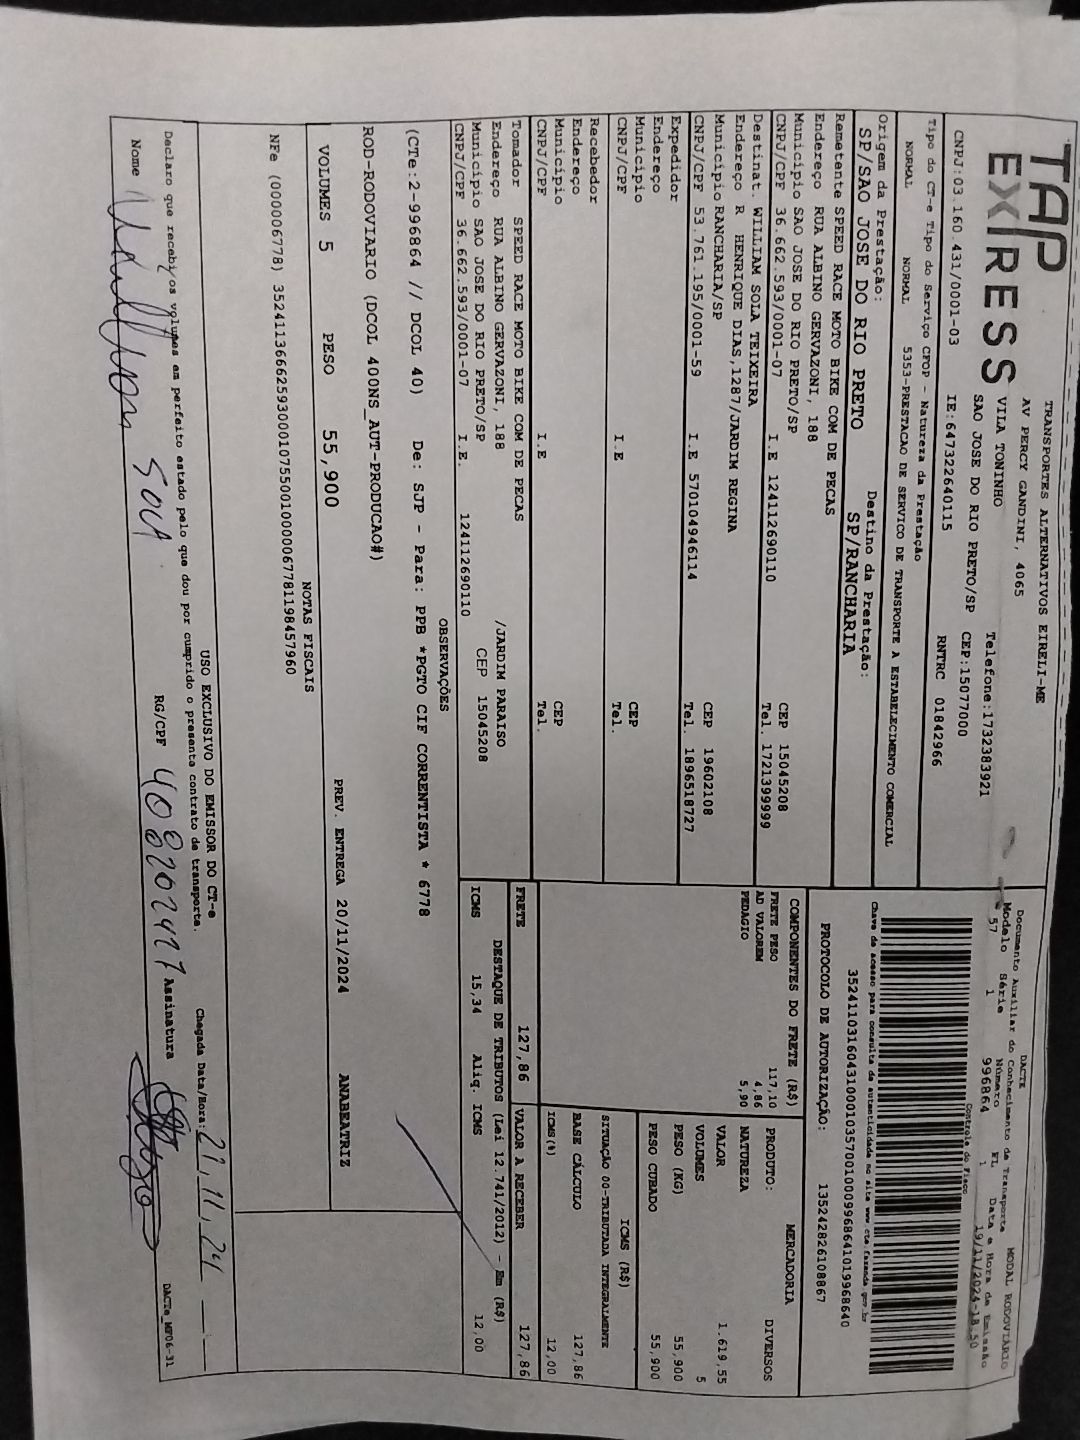 TAP
EXPRESS
TRANSPORTES ALTERNATIVOS EIRELI-ME
AV PERCY GANDINI, 4065
VILA TONINHO
SAO JOSE DO RIO PRETO/SP
Telefone:1732383921
CEP:15077000
CNPJ:03.160.431/0001-03
IE:647322640115
RNTRC 01842966
DACTE
Documento Auxiliar do Conhecimento de Transporte
MODAL RODOVIÁRIO
Modelo Série Número FL Data e Hora de Emissão
57 1 996864 1 19/11/2024-18.50
Controle do Fisco
Chave de acesso para consulta de autenticidade no site www.cte.fazenda.gov.br
35241103160431000103570010009968641019968640
PROTOCOLO DE AUTORIZAÇÃO: 135242826108867
Tipo do CT-e Tipo do Serviço CFOP - Natureza da Prestação
NORMAL NORMAL 5353-PRESTACAO DE SERVICO DE TRANSPORTE A ESTABELECIMENTO COMERCIAL
Origem da Prestação: Destino da Prestação:
SP/SAO JOSE DO RIO PRETO SP/RANCHARIA
Remetente SPEED RACE MOTO BIKE COM DE PECAS
Endereço RUA ALBINO GERVAZONI, 188
Município SAO JOSE DO RIO PRETO/SP CEP 15045208
CNPJ/CPF 36.662.593/0001-07 I.E 124112690110 Tel. 1721399999
Destinat. WILLIAM SOLA TEIXEIRA
Endereço R HENRIQUE DIAS,1287/JARDIM REGINA
Município RANCHARIA/SP CEP 19602108
CNPJ/CPF 53.761.195/0001-59 I.E 570104946114 Tel. 1896518727
Expedidor
Endereço
Município CEP
CNPJ/CPF I.E Tel.
Recebedor
Endereço
Município CEP
CNPJ/CPF I.E Tel.
Tomador SPEED RACE MOTO BIKE COM DE PECAS
Endereço RUA ALBINO GERVAZONI, 188 /JARDIM PARAISO
Município SAO JOSE DO RIO PRETO/SP CEP 15045208
CNPJ/CPF 36.662.593/0001-07 I.E. 124112690110
COMPONENTES DO FRETE (R$)
FRETE PESO 117,10
AD VALOREM 4,86
PEDAGIO 5,90
MERCADORIA
PRODUTO: DIVERSOS
NATUREZA
VALOR 1.619,55
VOLUMES 5
PESO (KG) 55,900
PESO CUBADO 55,900
ICMS (R$)
SITUAÇÃO 00-TRIBUTADA INTEGRALMENTE
BASE CÁLCULO 127,86
ICMS(%) 12,00
FRETE 127,86 VALOR A RECEBER 127,86
DESTAQUE DE TRIBUTOS (Lei 12.741/2012) - Em (R$)
ICMS 15,34 Aliq. ICMS 12,00
OBSERVAÇÕES
(CTe:2-996864 // DCOL 40) De: SJP - Para: PPB *PGTO CIF CORRENTISTA * 6778
ROD-RODOVIARIO (DCOL 400NS_AUT-PRODUCAO#)
VOLUMES 5 PESO 55,900 PREV. ENTREGA 20/11/2024 ANABEATRIZ
NOTAS FISCAIS
NFe (000006778) 35241136662593000107550010000067781198457960
USO EXCLUSIVO DO EMISSOR DO CT-e
Declaro que recebi os volumes em perfeito estado pelo que dou por cumprido o presente contrato de transporte.
Chegada Data/Hora: 21,11,24
Nome SOLA RG/CPF 408202477 Assinatura
DACTe_MF06-31